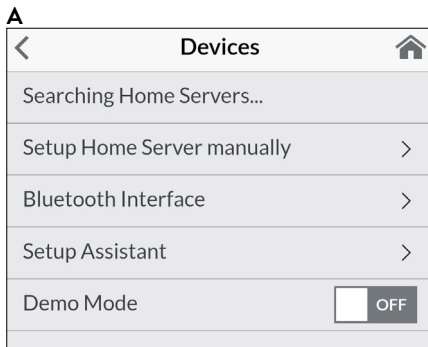 A
Devices
Searching Home Servers...
Setup Home Server manually
Bluetooth Interface
Setup Assistant
Demo Mode
OFF